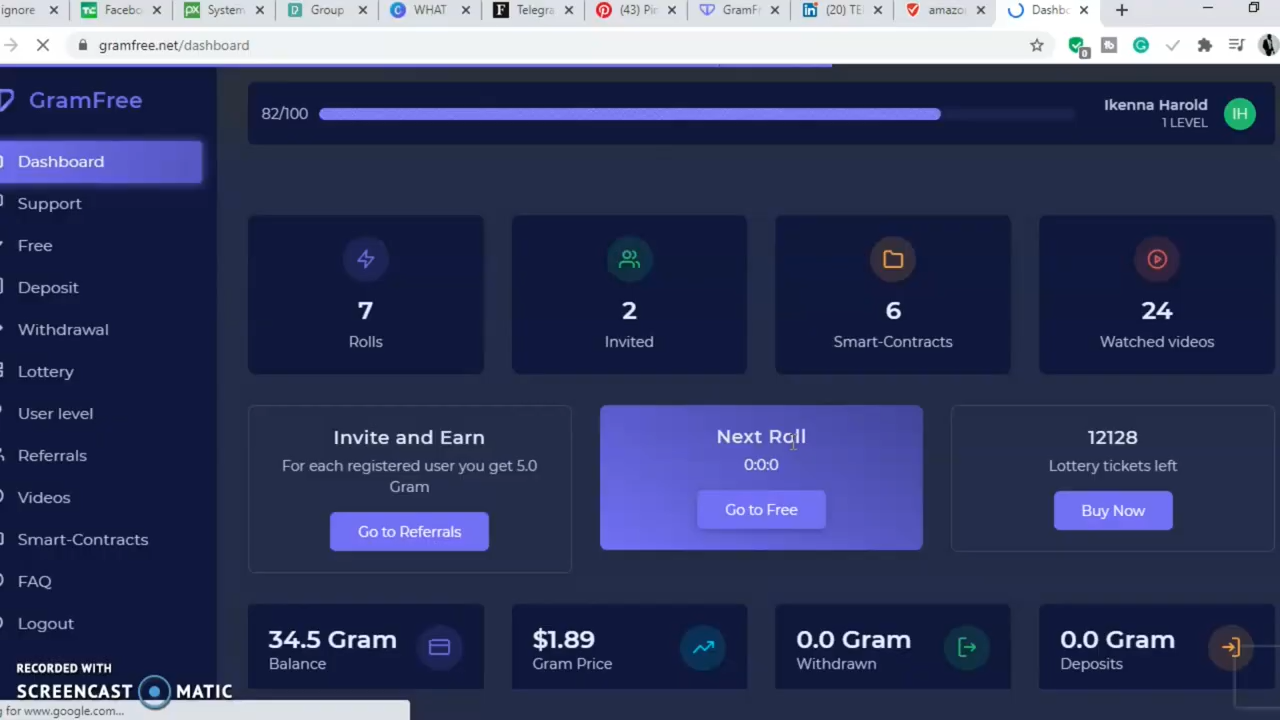 ignore
Facebo
System
Group
WHAT
Telegra
(43) Pi
GramFr
(20) TE
amazo
Dashbo
gramfree.net/dashboard
0
GramFree
82/100
Ikenna Harold
1 LEVEL
IH
Dashboard
Support
Free
Deposit
Withdrawal
Lottery
User level
Referrals
Videos
Smart-Contracts
FAQ
Logout
7
Rolls
2
Invited
6
Smart-Contracts
24
Watched videos
Invite and Earn
For each registered user you get 5.0
Gram
Go to Referrals
Next Roll
0:0:0
Go to Free
12128
Lottery tickets left
Buy Now
34.5 Gram
Balance
$1.89
Gram Price
0.0 Gram
Withdrawn
0.0 Gram
Deposits
RECORDED WITH
SCREENCAST MATIC
g for www.google.com...